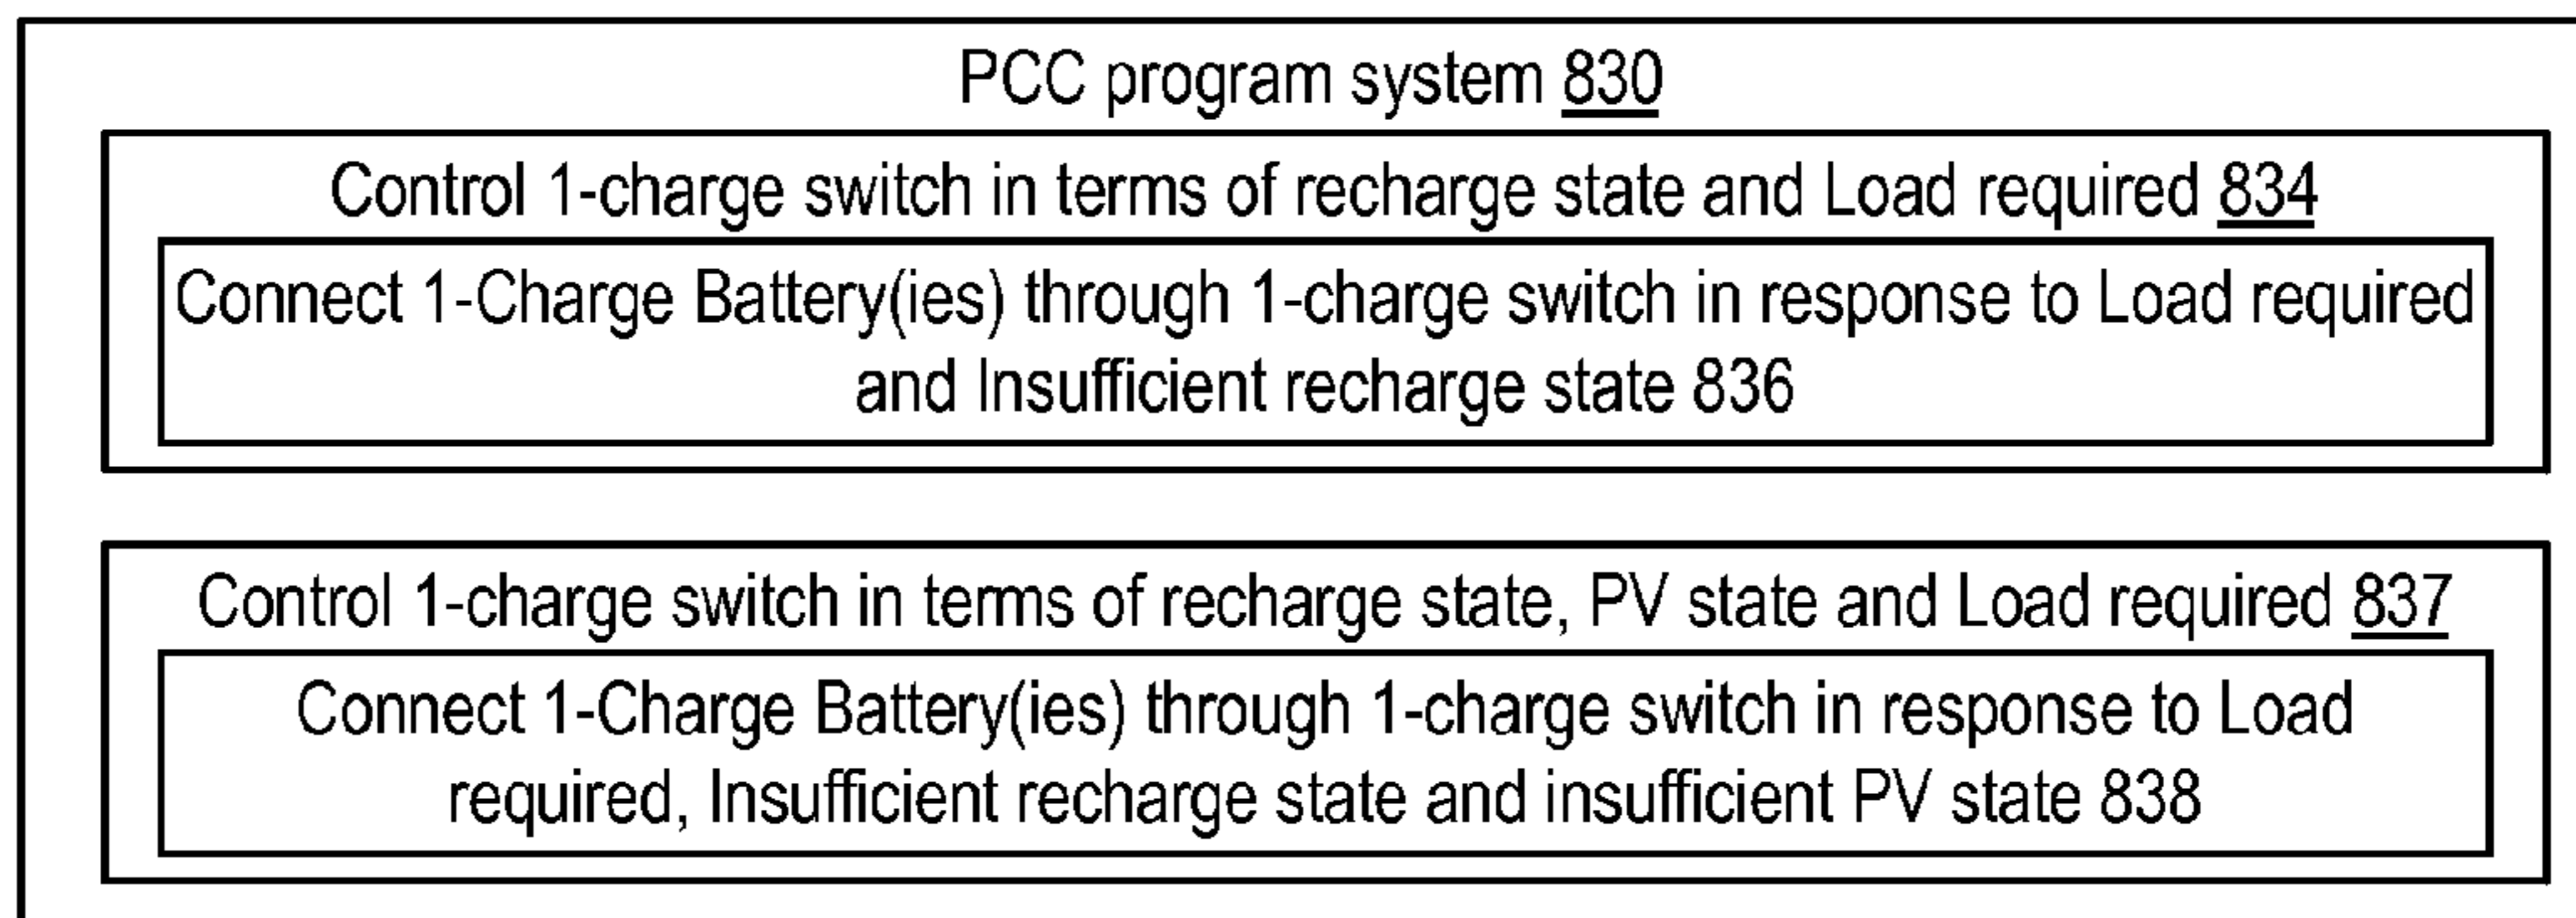 PCC program system 830
Control 1-charge switch in terms of recharge state and Load required 834
Connect 1-Charge Battery(ies) through 1-charge switch in response to Load required
and Insufficient recharge state 836
Control 1-charge switch in terms of recharge state, PV state and Load required 837
Connect 1-Charge Battery(ies) through 1-charge switch in response to Load
required, Insufficient recharge state and insufficient PV state 838